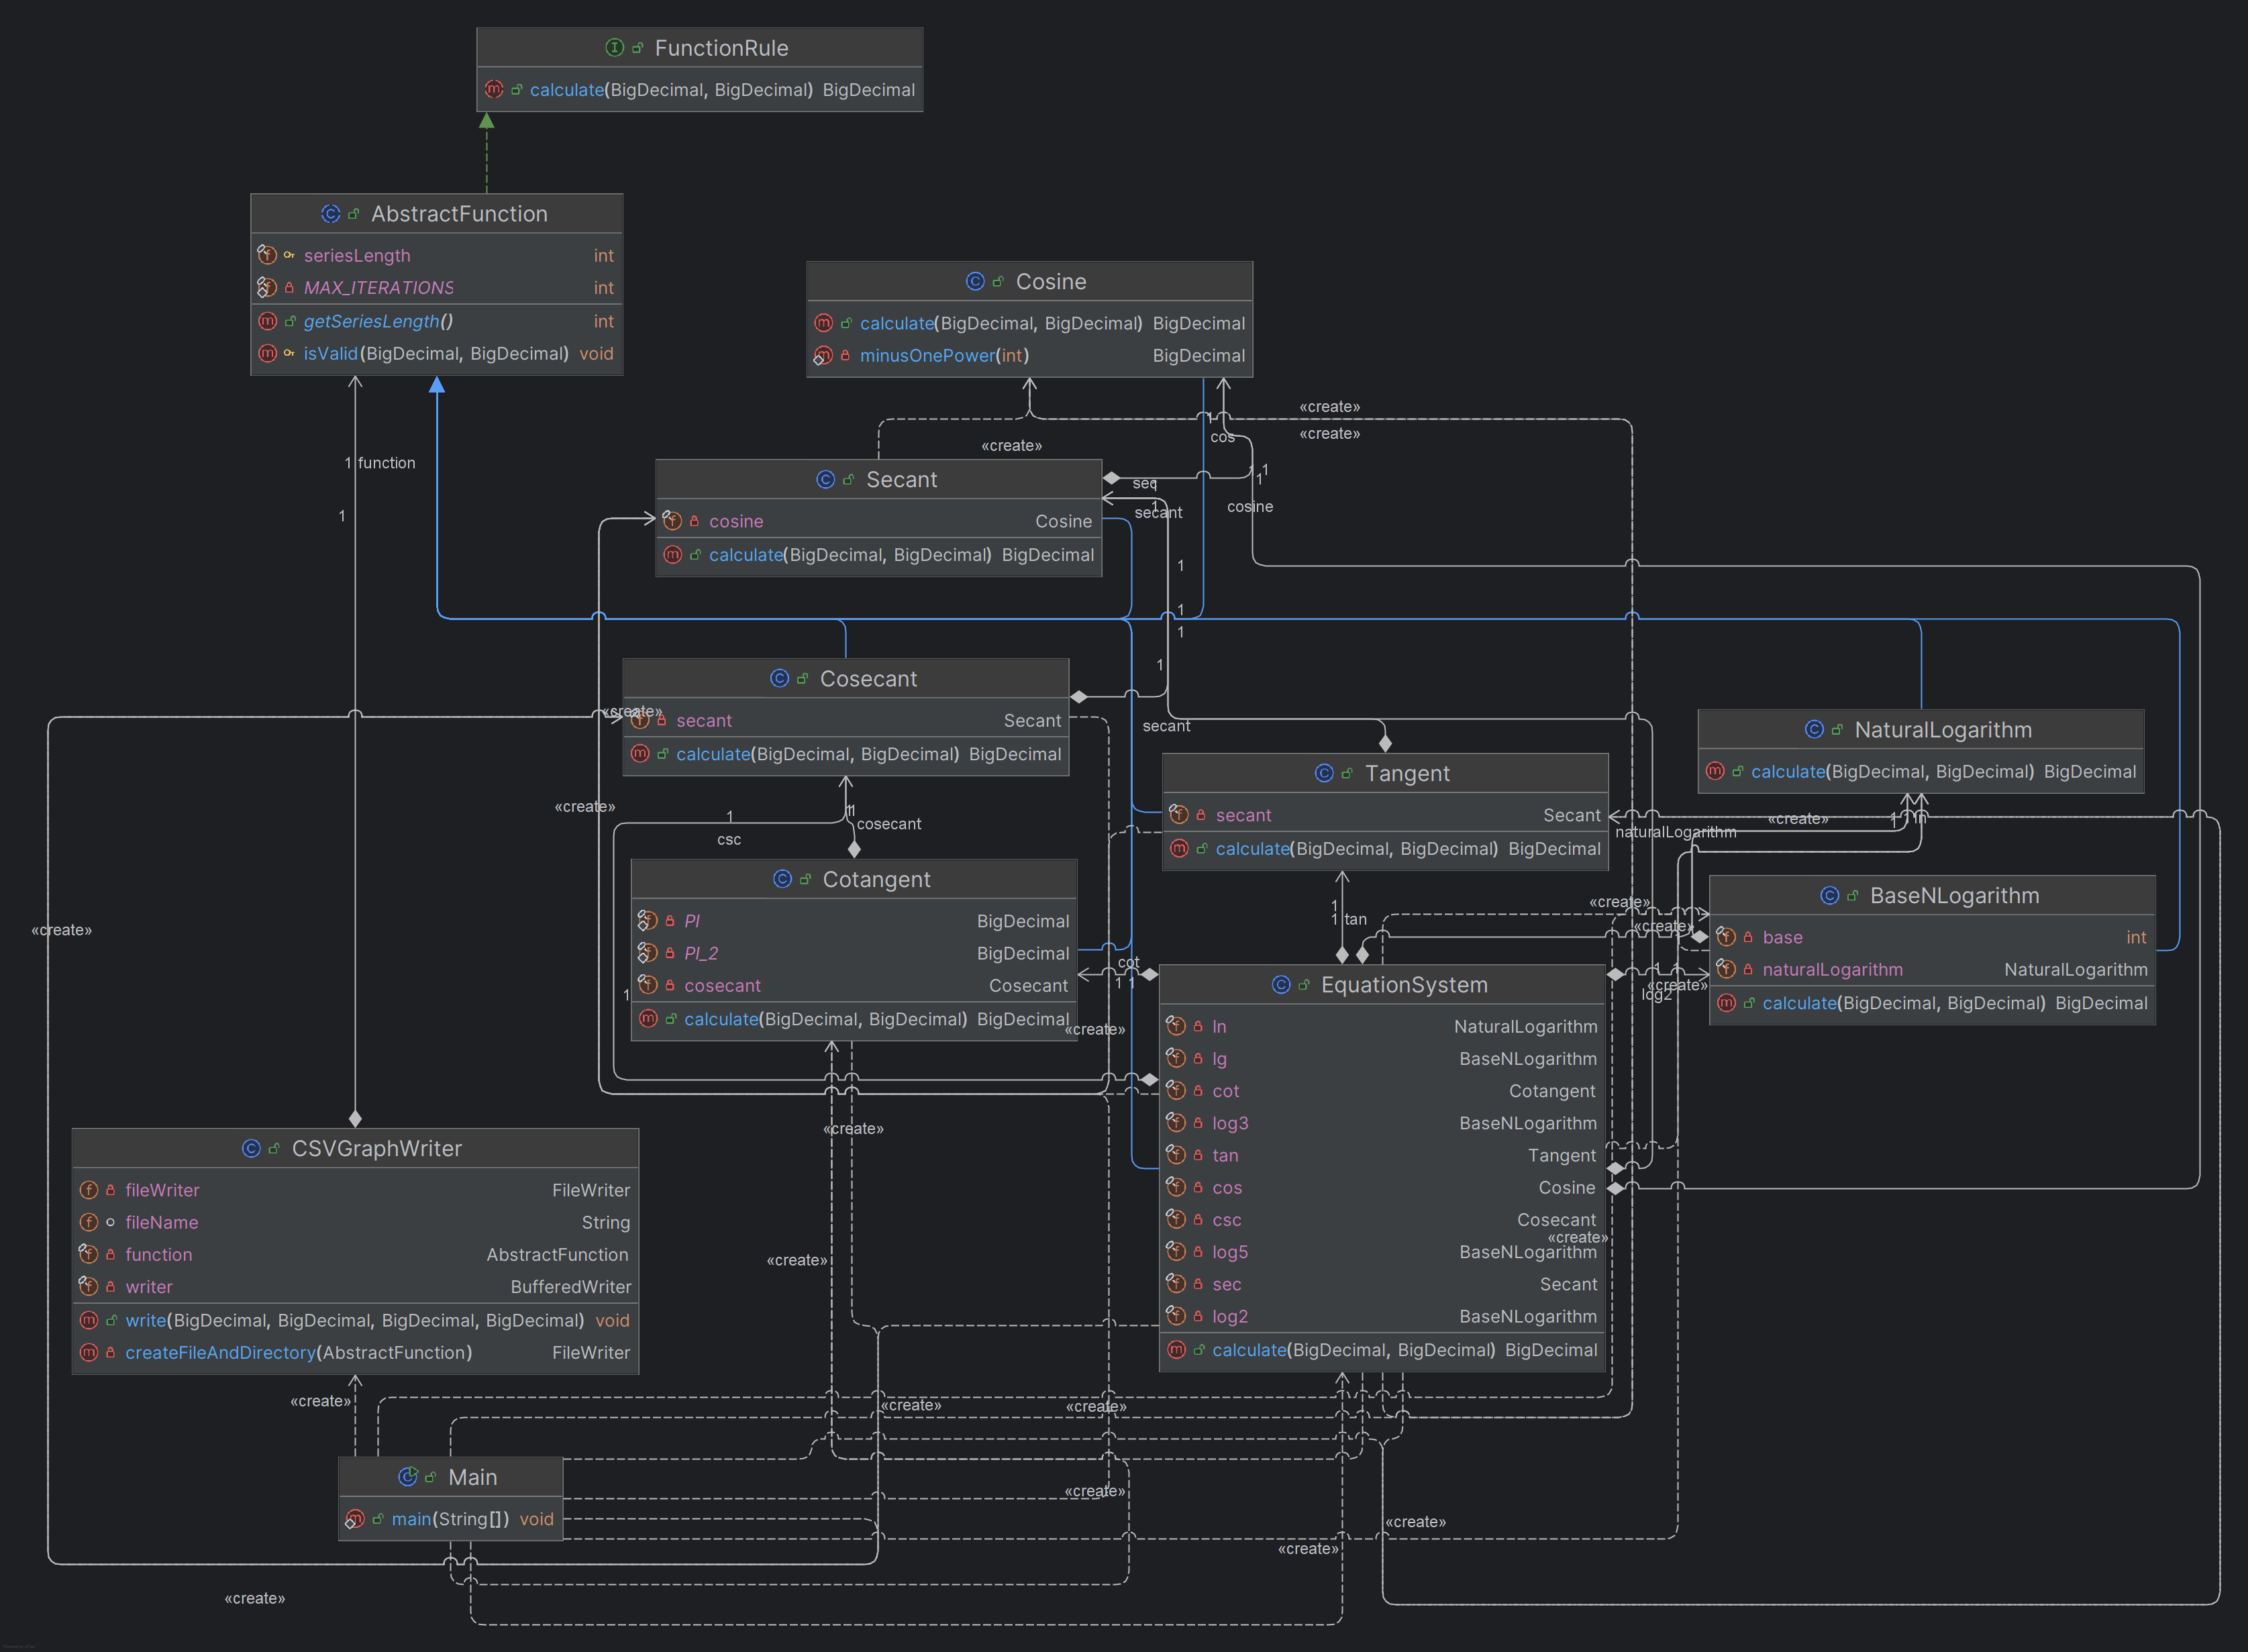 FunctionRule
calculate(BigDecimal, BigDecimal) BigDecimal
AbstractFunction
seriesLength int
MAX_ITERATIONS int
getSeriesLength() int
isValid(BigDecimal, BigDecimal) void
Cosine
calculate(BigDecimal, BigDecimal) BigDecimal
minusOnePower(int) BigDecimal
«create»
«create»
«create»
1
cos
1 function
1
Secant
cosine Cosine
calculate(BigDecimal, BigDecimal) BigDecimal
1
1
1
secant
cosine
1
1
1
1
Cosecant
secant Secant
calculate(BigDecimal, BigDecimal) BigDecimal
«create»
secant
Tangent
secant Secant
calculate(BigDecimal, BigDecimal) BigDecimal
NaturalLogarithm
calculate(BigDecimal, BigDecimal) BigDecimal
«create»
1
csc
1
cosecant
«create»
naturalLogarithm
1
Cotangent
PI BigDecimal
PI_2 BigDecimal
cosecant Cosecant
calculate(BigDecimal, BigDecimal) BigDecimal
1
«create»
1
1 tan
cot
1 1
«create»
«create»
«create»
1 1
log2
«create»
BaseNLogarithm
base int
naturalLogarithm NaturalLogarithm
calculate(BigDecimal, BigDecimal) BigDecimal
EquationSystem
ln NaturalLogarithm
lg BaseNLogarithm
cot Cotangent
log3 BaseNLogarithm
tan Tangent
cos Cosine
csc Cosecant
log5 BaseNLogarithm
sec Secant
log2 BaseNLogarithm
calculate(BigDecimal, BigDecimal) BigDecimal
«create»
«create»
«create»
CSVGraphWriter
fileWriter FileWriter
fileName String
function AbstractFunction
writer BufferedWriter
write(BigDecimal, BigDecimal, BigDecimal, BigDecimal) void
createFileAndDirectory(AbstractFunction) FileWriter
«create»
«create»
«create»
Main
main(String[]) void
«create»
«create»
«create»
«create»